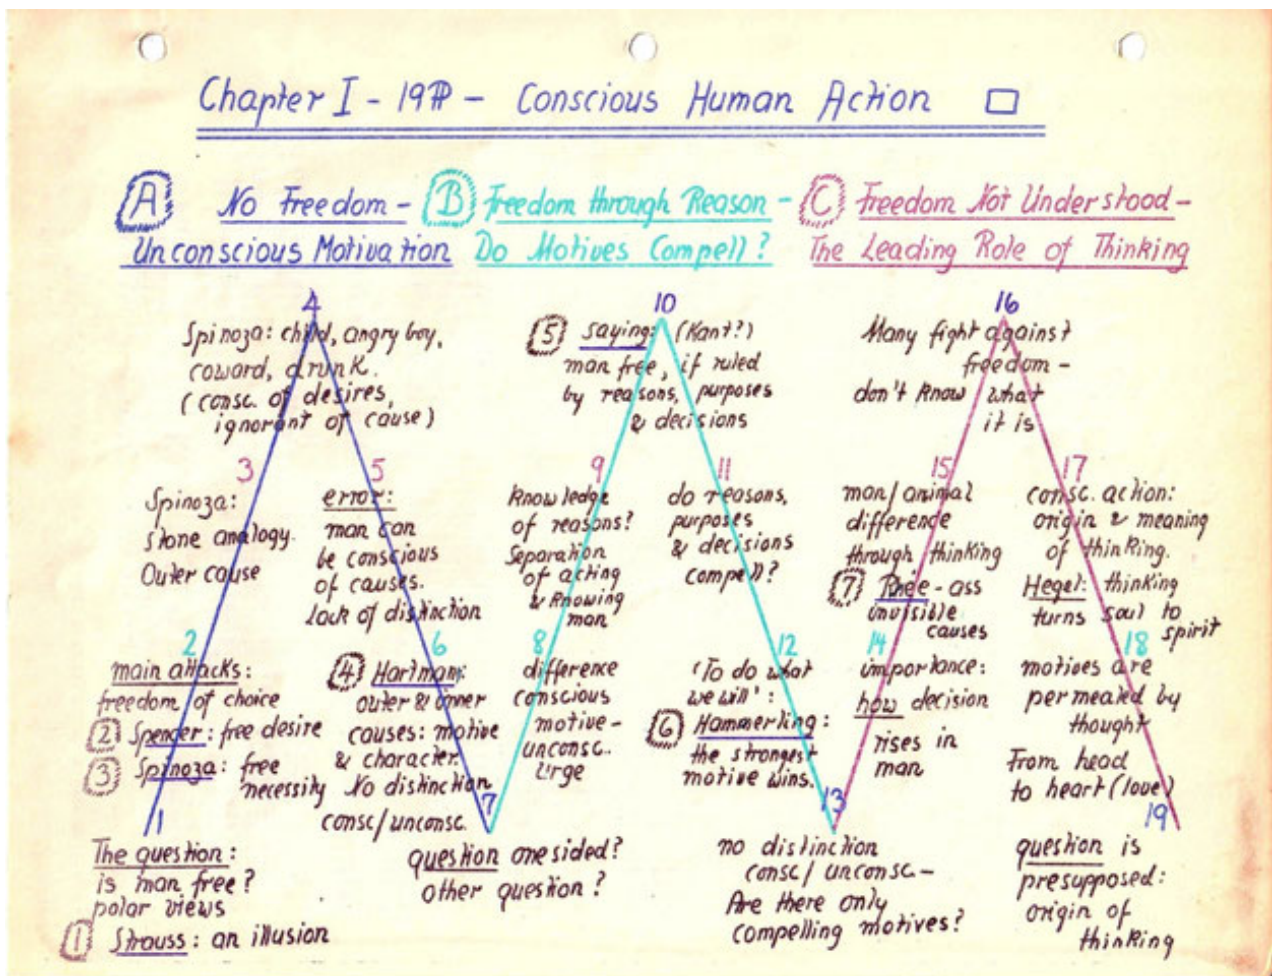 Chapter I - 19 ¶ - Conscious Human Action
A No Freedom -
Unconscious Motivation
B Freedom through Reason -
Do Motives Compell?
C Freedom Not Understood -
The Leading Role of Thinking
4
Spinoza: child, angry boy,
coward, drunk.
(consc. of desires,
ignorant of cause)
3
Spinoza:
Stone analogy.
Outer cause
5
error:
man can
be conscious
of causes.
lack of distinction
2
main attacks:
freedom of choice
2 Spencer: free desire
3 Spinoza: free
necessity
6
4 Hartman:
outer & inner
causes: motive
& character.
No distinction
consc/unconsc.
1
The question:
is man free?
polar views
1 Strauss: an illusion
7
question one sided?
other question?
10
5 saying: (Kant?)
man free, if ruled
by reasons, purposes
& decisions
9
Knowledge
of reasons?
Separation
of acting
& Knowing
man
11
do reasons,
purposes
& decisions
compell?
8
difference
conscious
motive -
unconsc.
urge
12
'To do what
we will':
6 Hammerling:
the strongest
motive wins.
13
no distinction
consc/unconsc -
Are there only
compelling motives?
16
Many fight against
freedom -
don't know what
it is
15
man/animal
difference
through thinking
7 Rhee - ass
invisible
causes
17
consc. action:
origin & meaning
of thinking.
Hegel: thinking
turns soul to
spirit
14
importance:
how decision
rises in
man
18
motives are
permeated by
thought
From head
to heart (love)
19
question is
presupposed:
origin of
thinking